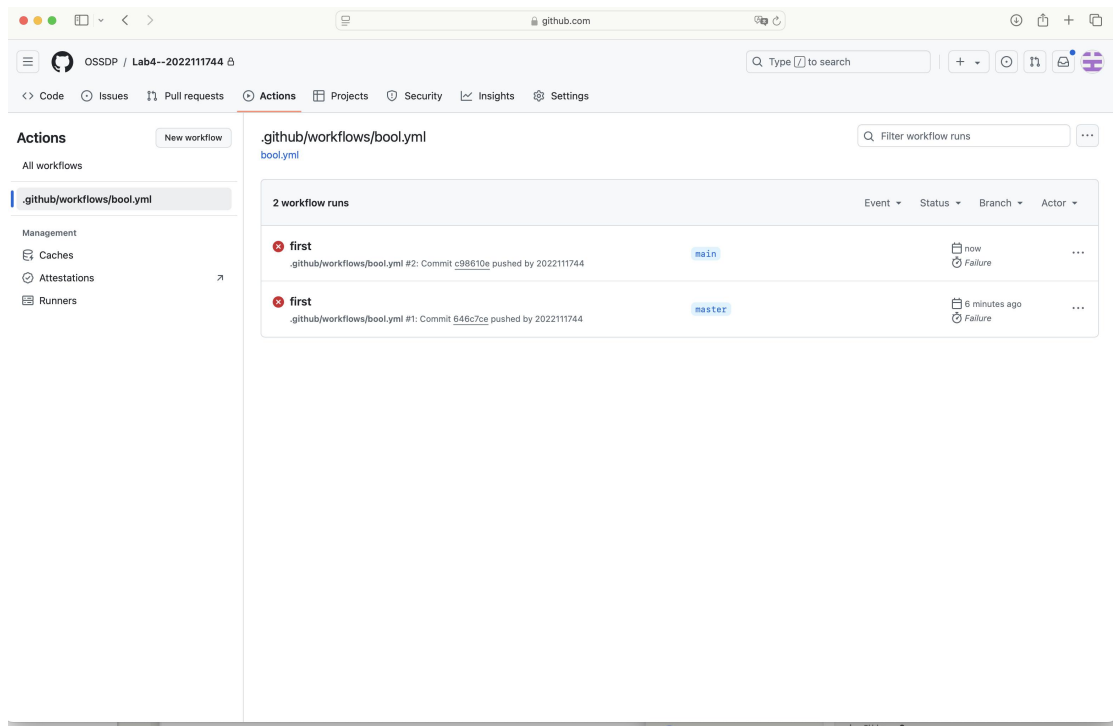 github.com
OSSDP / Lab4--2022111744
Type / to search
Code Issues Pull requests Actions Projects Security Insights Settings
Actions New workflow
All workflows
.github/workflows/bool.yml
Management
Caches
Attestations
Runners
.github/workflows/bool.yml
bool.yml
Filter workflow runs
2 workflow runs Event Status Branch Actor
first
.github/workflows/bool.yml #2: Commit c98610e pushed by 2022111744
main
now
Failure
first
.github/workflows/bool.yml #1: Commit 646c7ce pushed by 2022111744
master
6 minutes ago
Failure